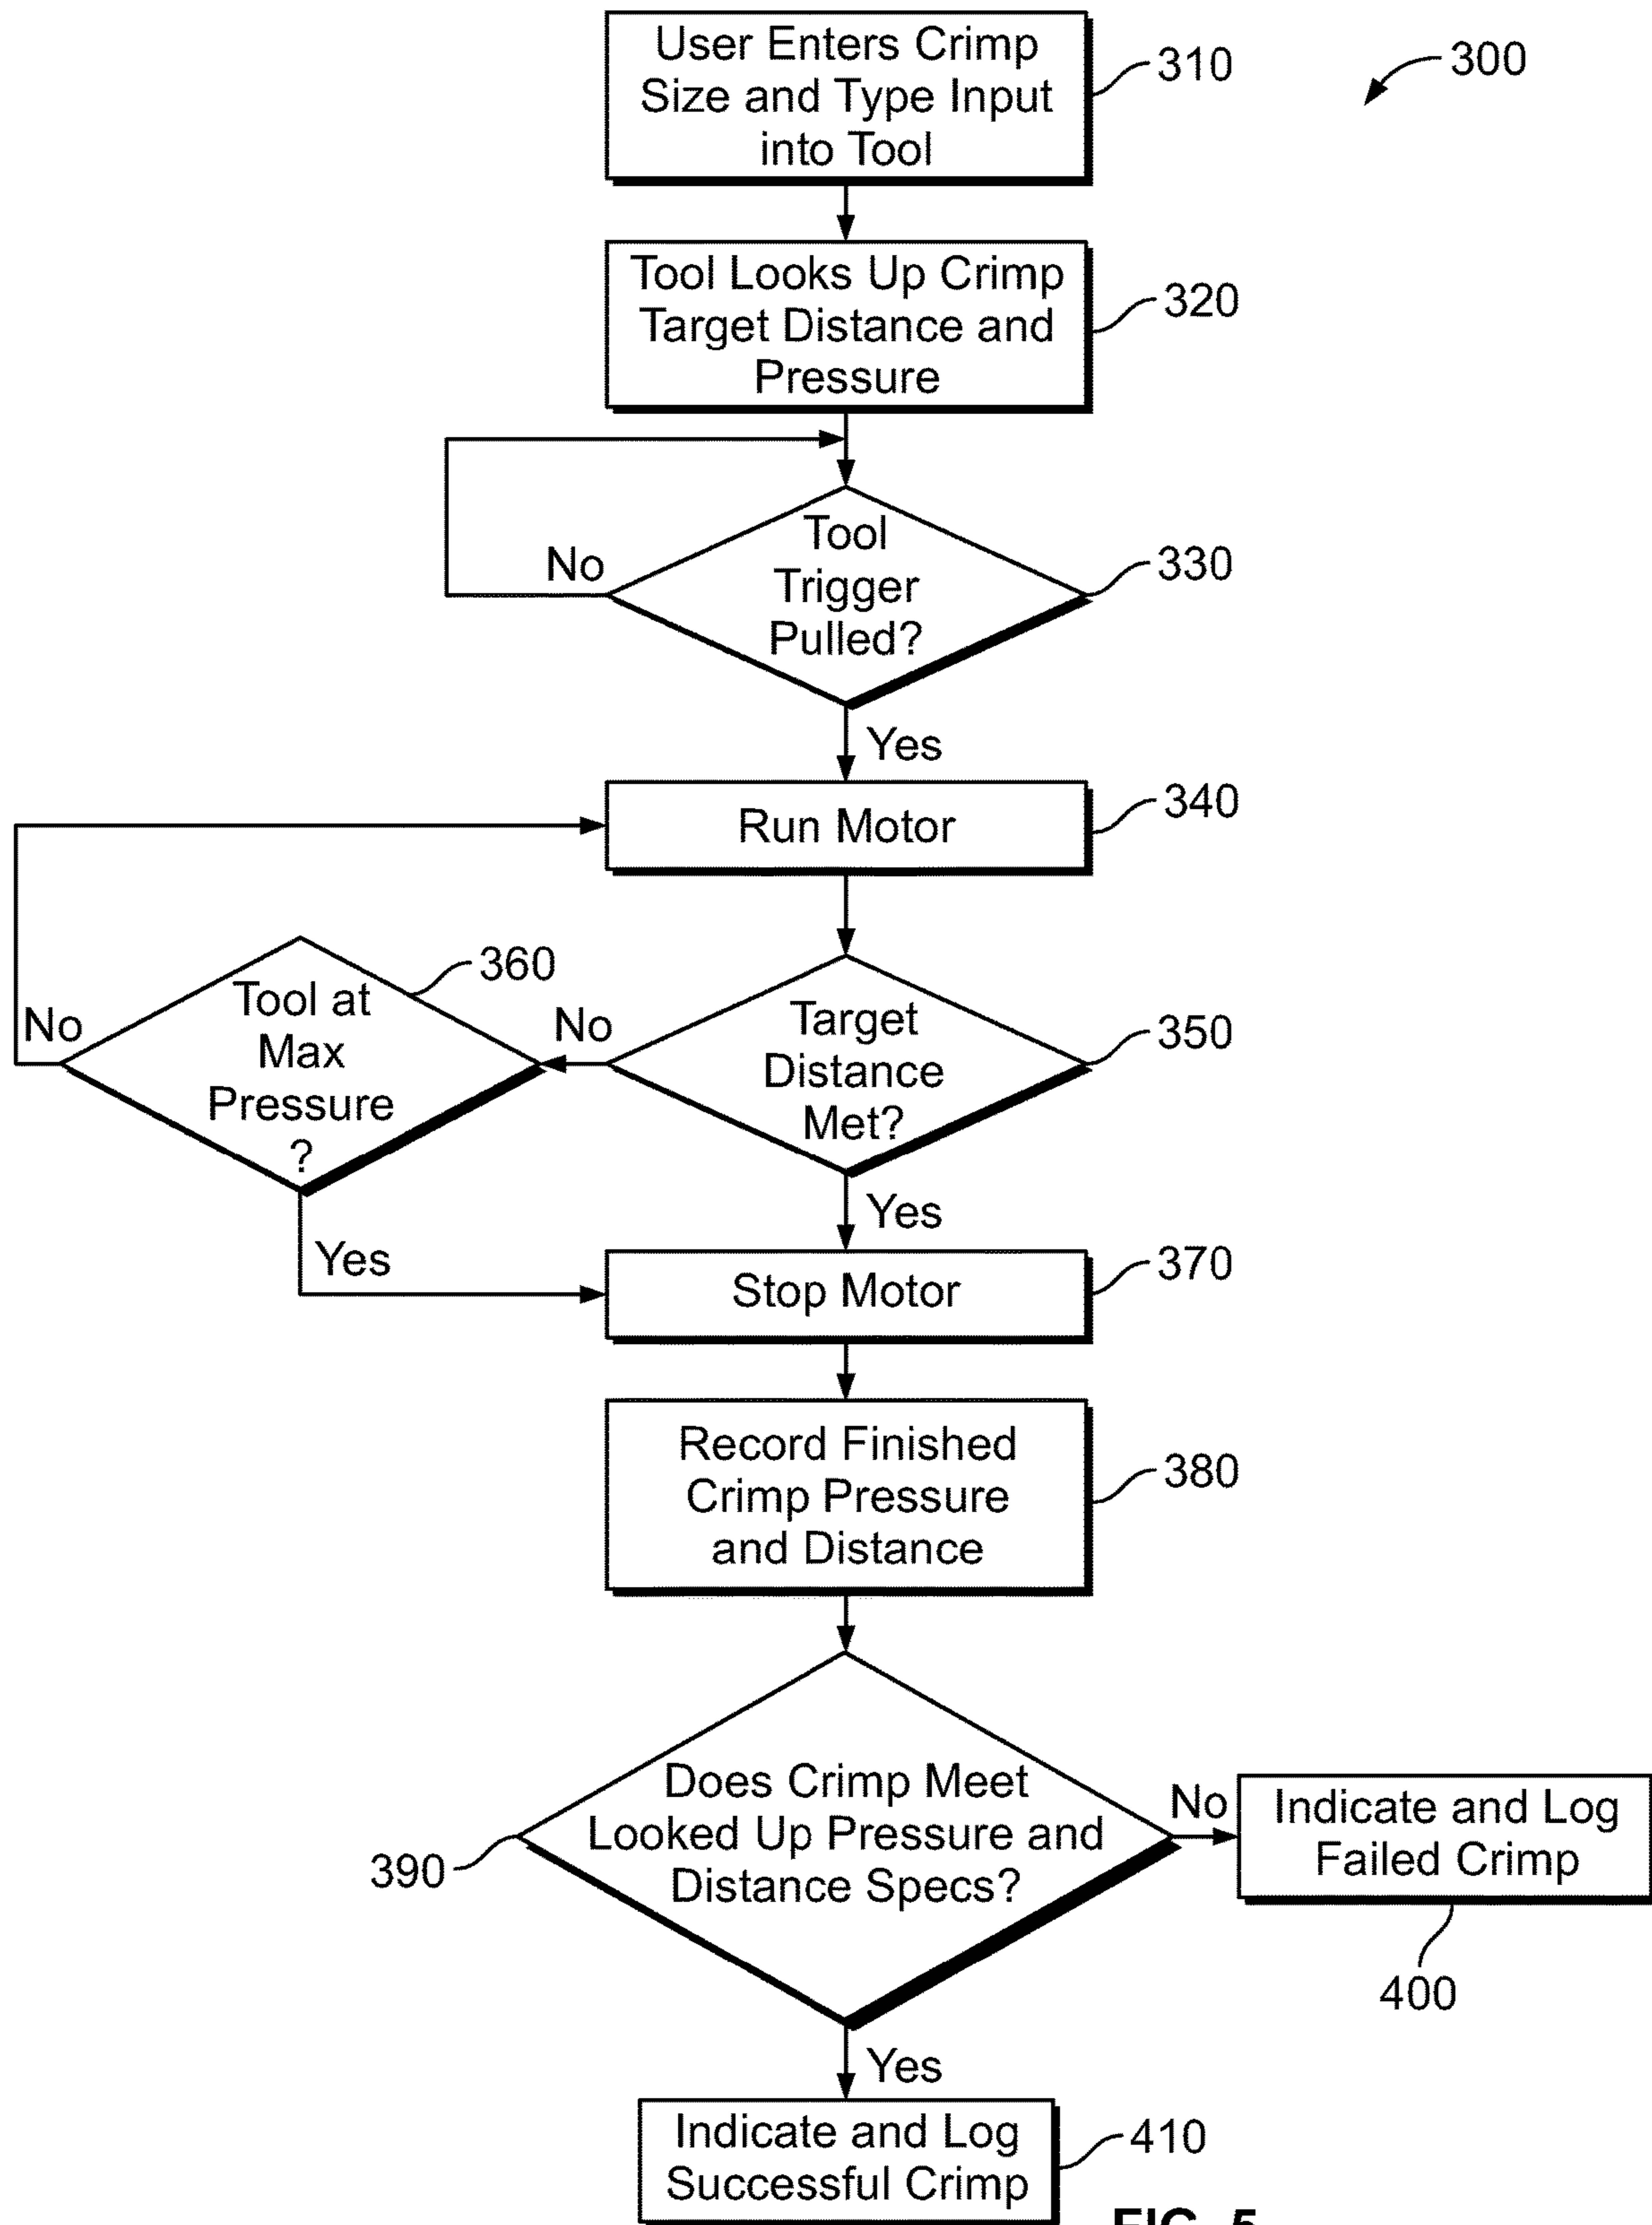 User Enters Crimp
Size and Type Input
into Tool
310
300
Tool Looks Up Crimp
Target Distance and
Pressure
320
Tool
Trigger
Pulled?
330
No
Yes
Run Motor
340
Tool at
Max
Pressure
?
360
No
No
Target
Distance
Met?
350
Yes
Yes
Stop Motor
370
Record Finished
Crimp Pressure
and Distance
380
Does Crimp Meet
Looked Up Pressure and
Distance Specs?
390
No
Indicate and Log
Failed Crimp
400
Yes
Indicate and Log
Successful Crimp
410
FIG. 5